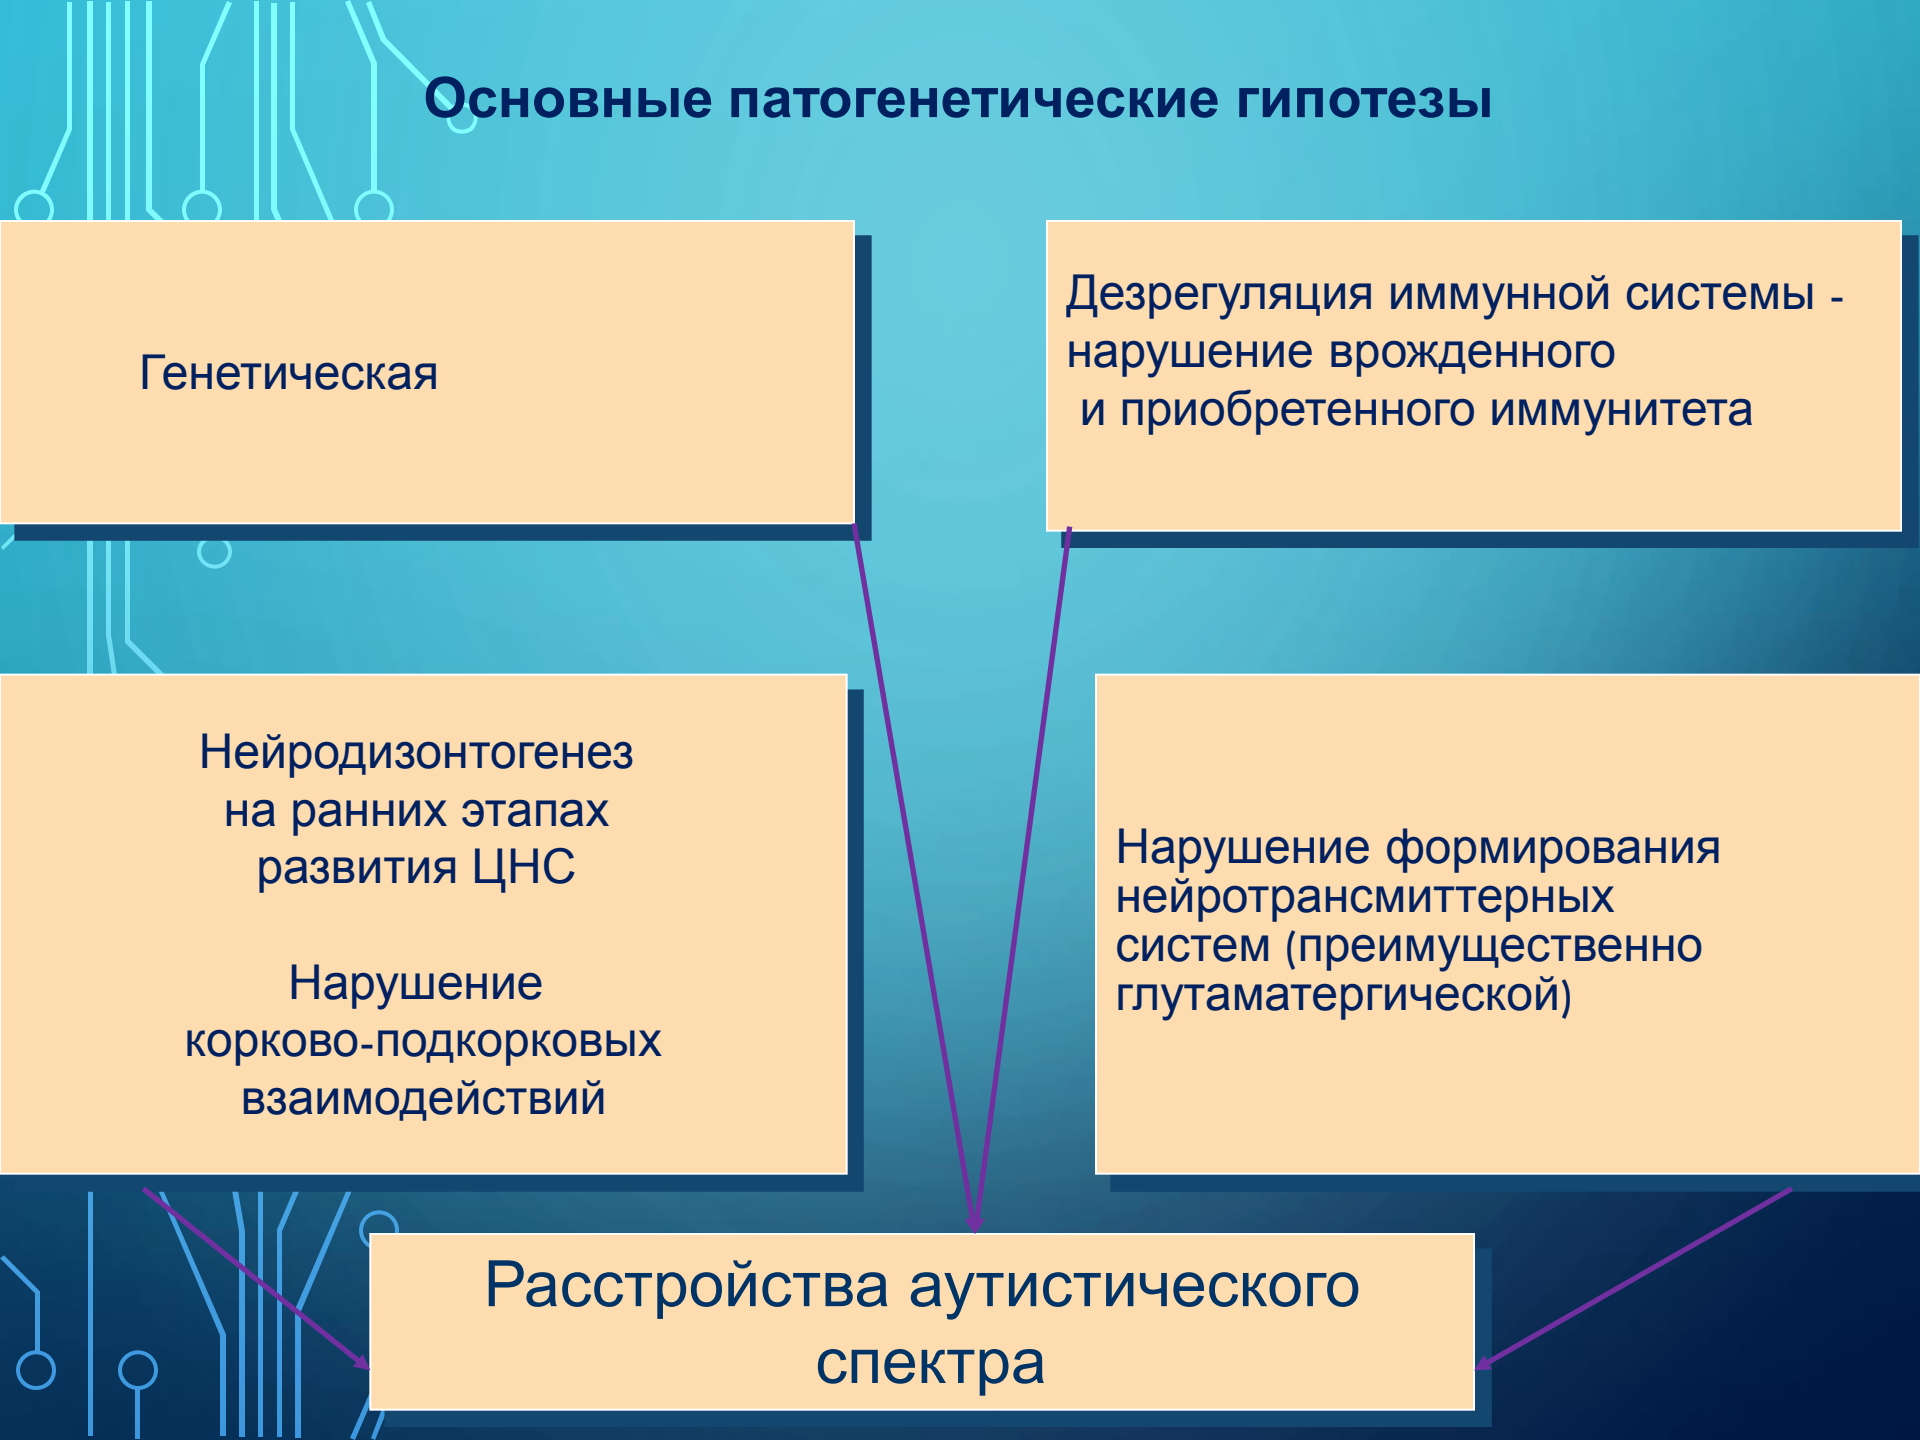 Основные патогенетические гипотезы
Генетическая
Дезрегуляция иммунной системы -
нарушение врожденного
и приобретенного иммунитета
Нейродизонтогенез
на ранних этапах
развития ЦНС
Нарушение
корково-подкорковых
взаимодействий
Нарушение формирования
нейротрансмиттерных
систем (преимущественно
глутаматергической)
Расстройства аутистического
спектра